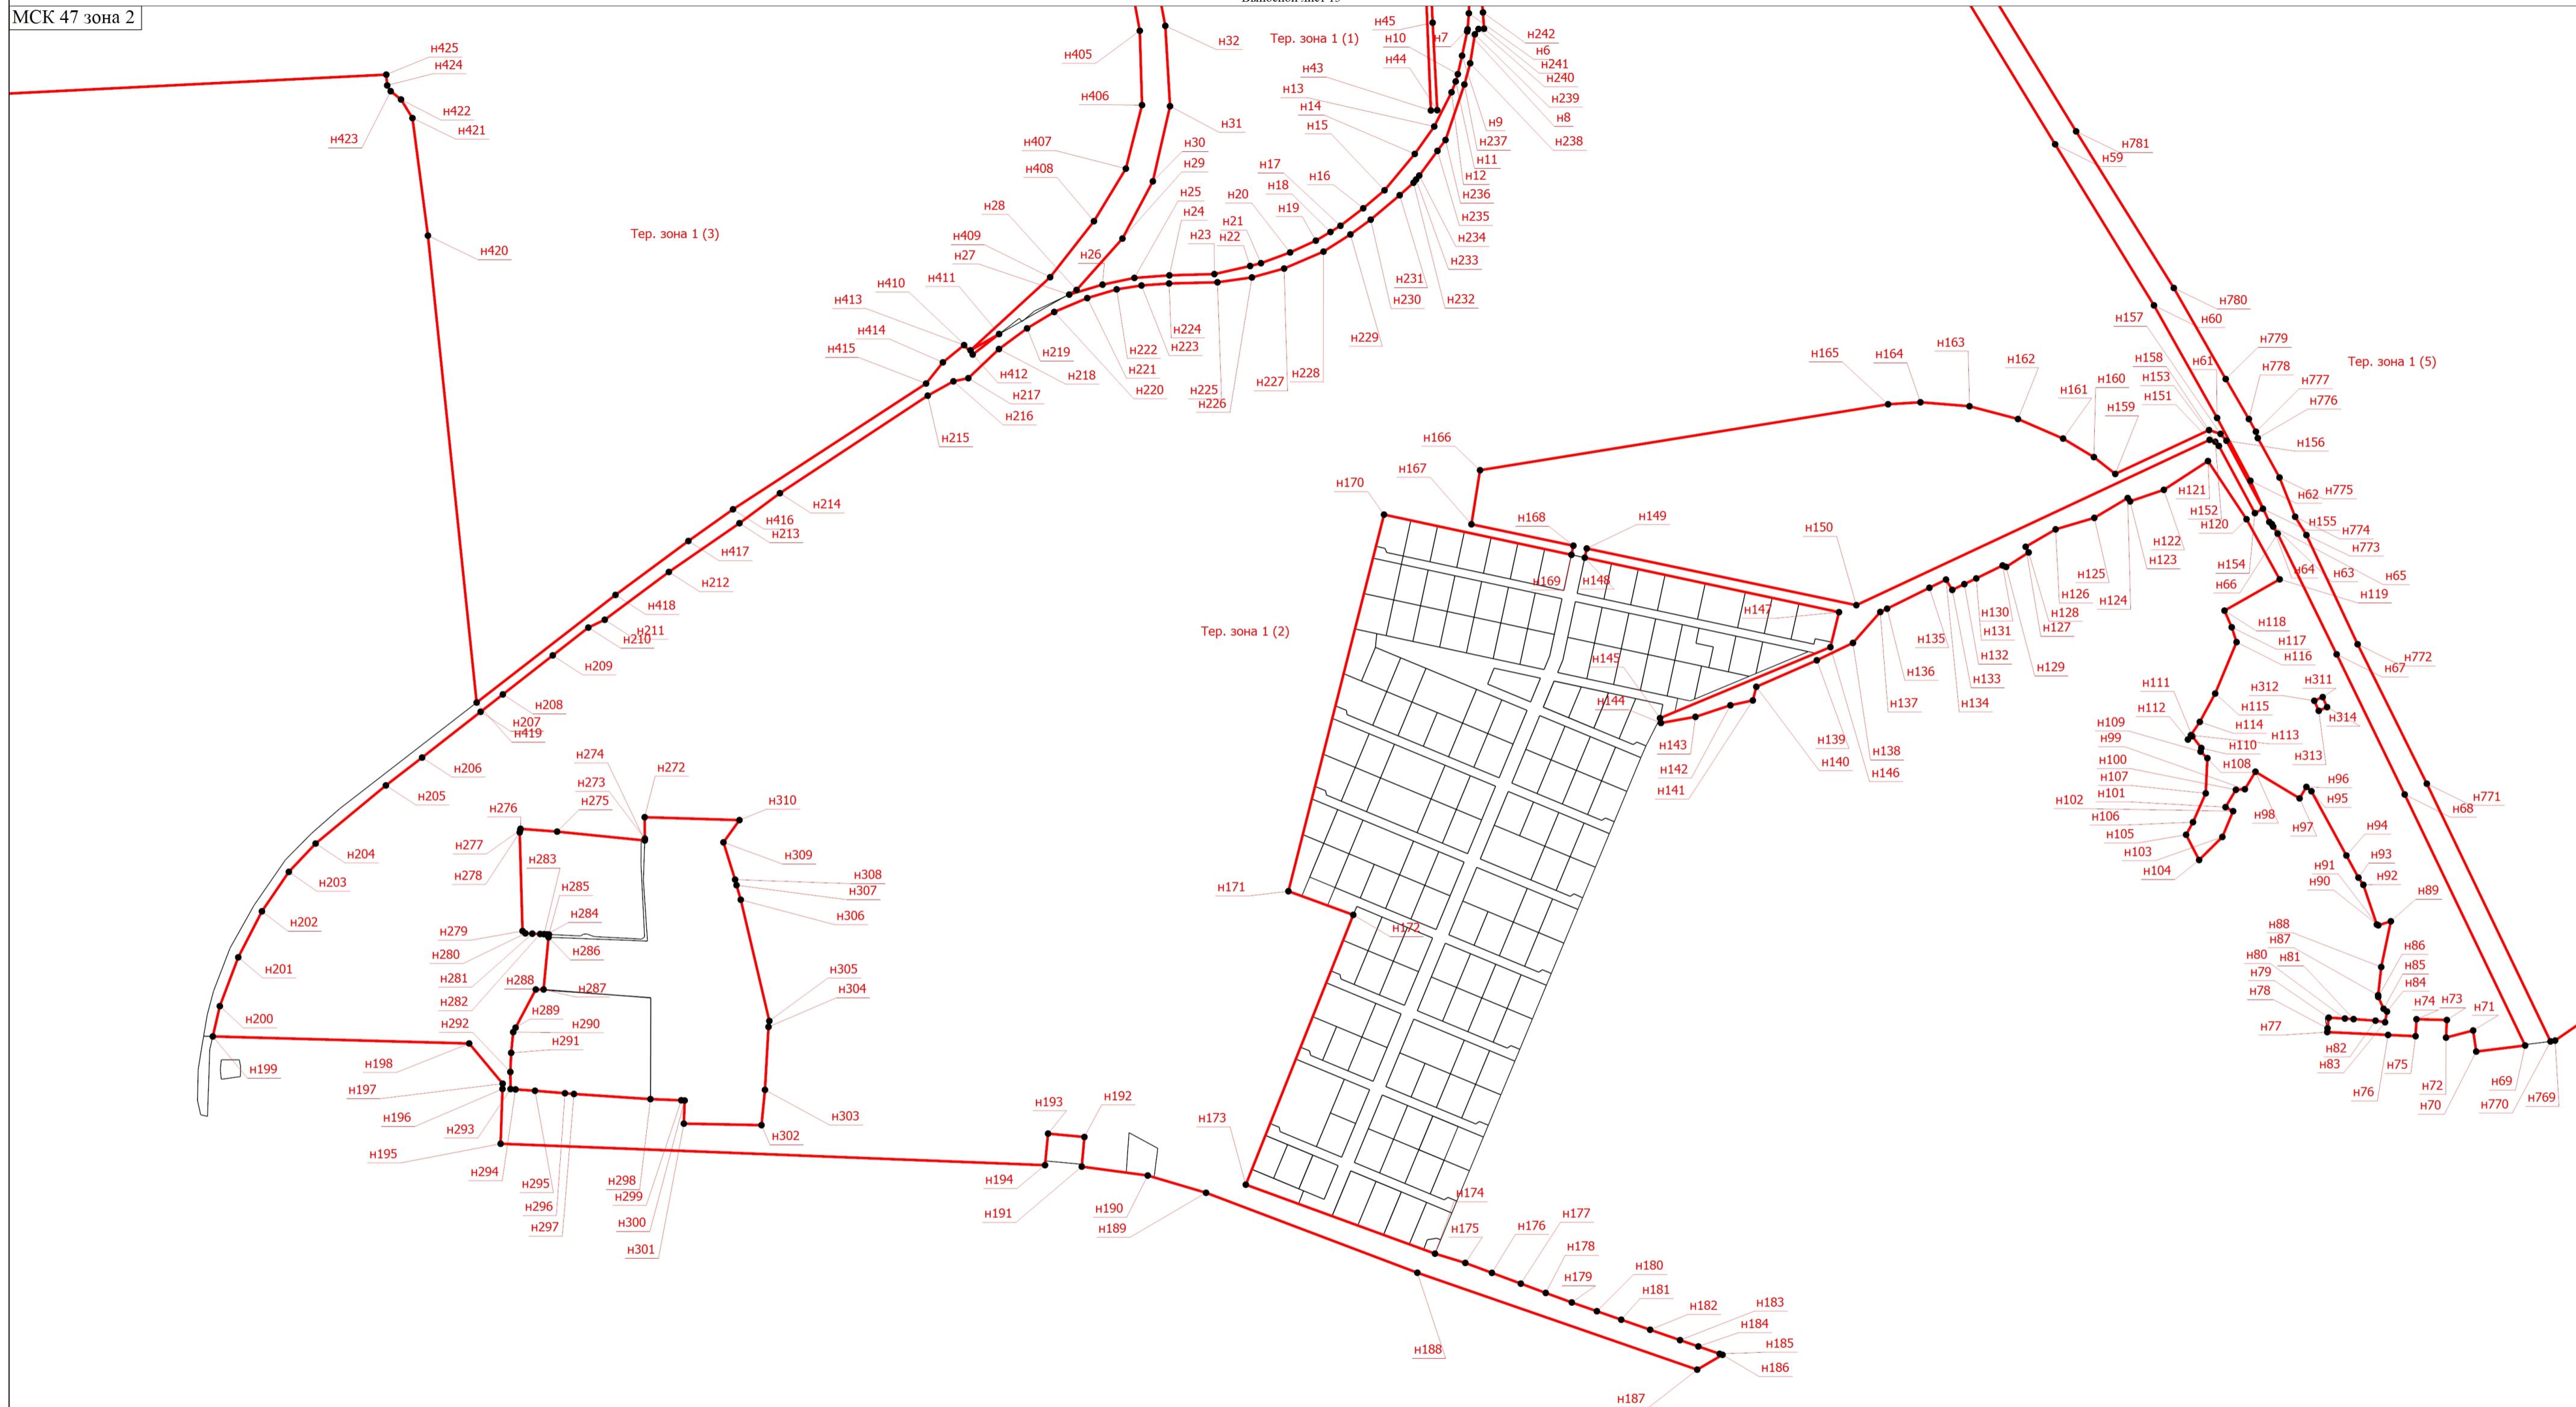 МСК 47 зона 2
н425
н424
н422
н421
н423
н420
Тер. зона 1 (3)
н405
н32
н406
н31
н407
н30
н29
н408
н25
н28
н24
н409
н23
н27
н26
н411
н410
н413
н414
н415
Тер. зона 1 (1)
н45
н10
н7
н44
н43
н13
н14
н15
н17
н16
н18
н20
н19
н21
н22
н242
н6
н241
н240
н239
н8
н9
н238
н237
н11
н12
н236
н235
н234
н233
н231
н232
н230
н229
н228
н227
н226
н225
н224
н223
н222
н221
н220
н219
н218
н412
н217
н216
н215
н214
н416
н213
н417
н212
н418
н211
н210
н209
н208
н207
н419
н206
н205
н204
н203
н202
н201
н200
н199
н198
н197
н196
н195
н274
н273
н272
н275
н276
н277
н278
н283
н285
н284
н279
н280
н281
н282
н286
н287
н288
н289
н290
н291
н292
н293
н294
н295
н296
н297
н298
н299
н300
н301
н302
н303
н304
н305
н306
н307
н308
н309
н310
н193
н192
н194
н191
н190
н189
н173
н174
н175
н176
н177
н178
н179
н180
н181
н182
н183
н184
н185
н186
н187
н188
Тер. зона 1 (2)
н170
н171
н172
н167
н166
н168
н169
н148
н149
н150
н147
н145
н144
н143
н142
н141
н139
н140
н138
н146
н137
н136
н135
н134
н133
н132
н131
н130
н129
н128
н127
н126
н125
н124
н123
н122
н121
н120
н152
н165
н164
н163
н162
н161
н160
н159
н157
н158
н153
н151
н61
н60
н59
н781
н780
н779
н778
н777
н776
Тер. зона 1 (5)
н156
н62
н775
н155
н774
н773
н154
н66
н64
н63
н65
н119
н118
н117
н116
н115
н114
н113
н111
н112
н109
н110
н99
н108
н100
н107
н101
н102
н106
н105
н103
н104
н98
н97
н96
н95
н94
н93
н92
н91
н90
н89
н88
н87
н86
н85
н84
н80
н81
н79
н78
н77
н82
н83
н76
н75
н74
н73
н72
н71
н70
н69
н770
н769
н68
н771
н67
н772
н311
н312
н313
н314